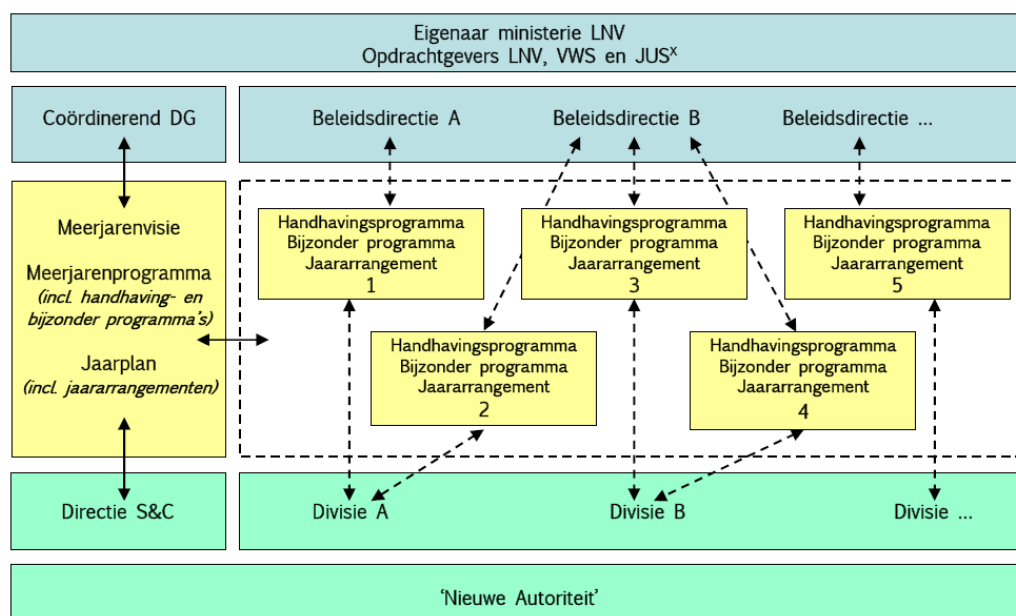 Eigenaar ministerie LNV
Opdrachtgevers LNV, VWS en JUSˣ
Coördinerend DG
Beleidsdirectie A
Beleidsdirectie B
Beleidsdirectie ...
Meerjarenvisie
Meerjarenprogramma
(incl. handhaving- en
bijzonder programma's)
Jaarplan
(incl. jaararrangementen)
Handhavingsprogramma
Bijzonder programma
Jaararrangement
1
Handhavingsprogramma
Bijzonder programma
Jaararrangement
3
Handhavingsprogramma
Bijzonder programma
Jaararrangement
5
Handhavingsprogramma
Bijzonder programma
Jaararrangement
2
Handhavingsprogramma
Bijzonder programma
Jaararrangement
4
Directie S&C
Divisie A
Divisie B
Divisie ...
'Nieuwe Autoriteit'